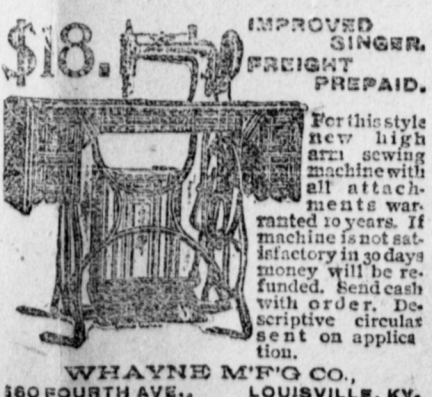 $18.
IMPROVED
SINGER.
FREIGHT
PREPAID.
For this style
new high
arm sewing
machine with
all attach-
ments war-
ranted 10 years. If
machine is not sat-
isfactory in 30 days
money will be re-
funded. Send cash
with order. De-
scriptive circular
sent on applica
tion.
WHAYNE M'F'G CO.,
560 FOURTH AVE., LOUISVILLE, KY.